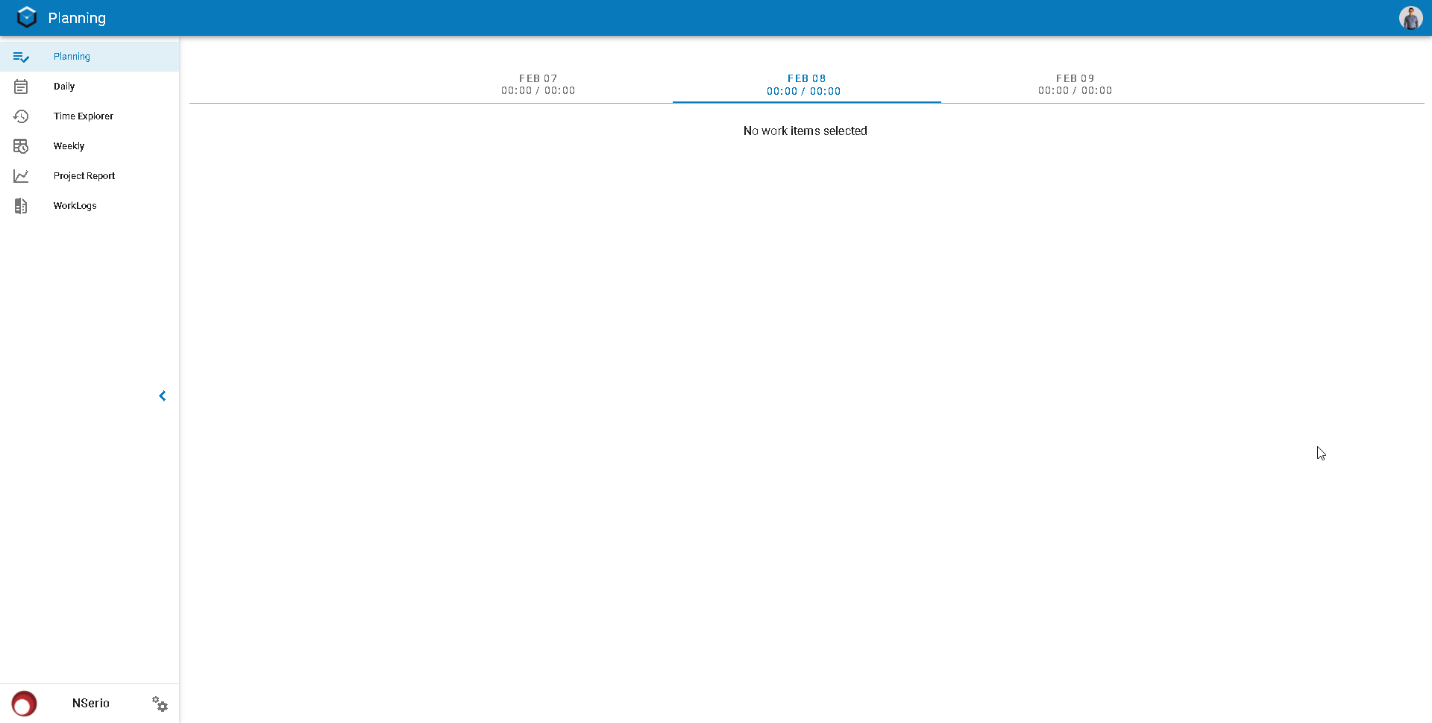 Planning
Planning
Daily
Time Explorer
Weekly
Project Report
WorkLogs
FEB 07
00:00 / 00:00
FEB 08
00:00 / 00:00
FEB 09
00:00 / 00:00
No work items selected
NSerio